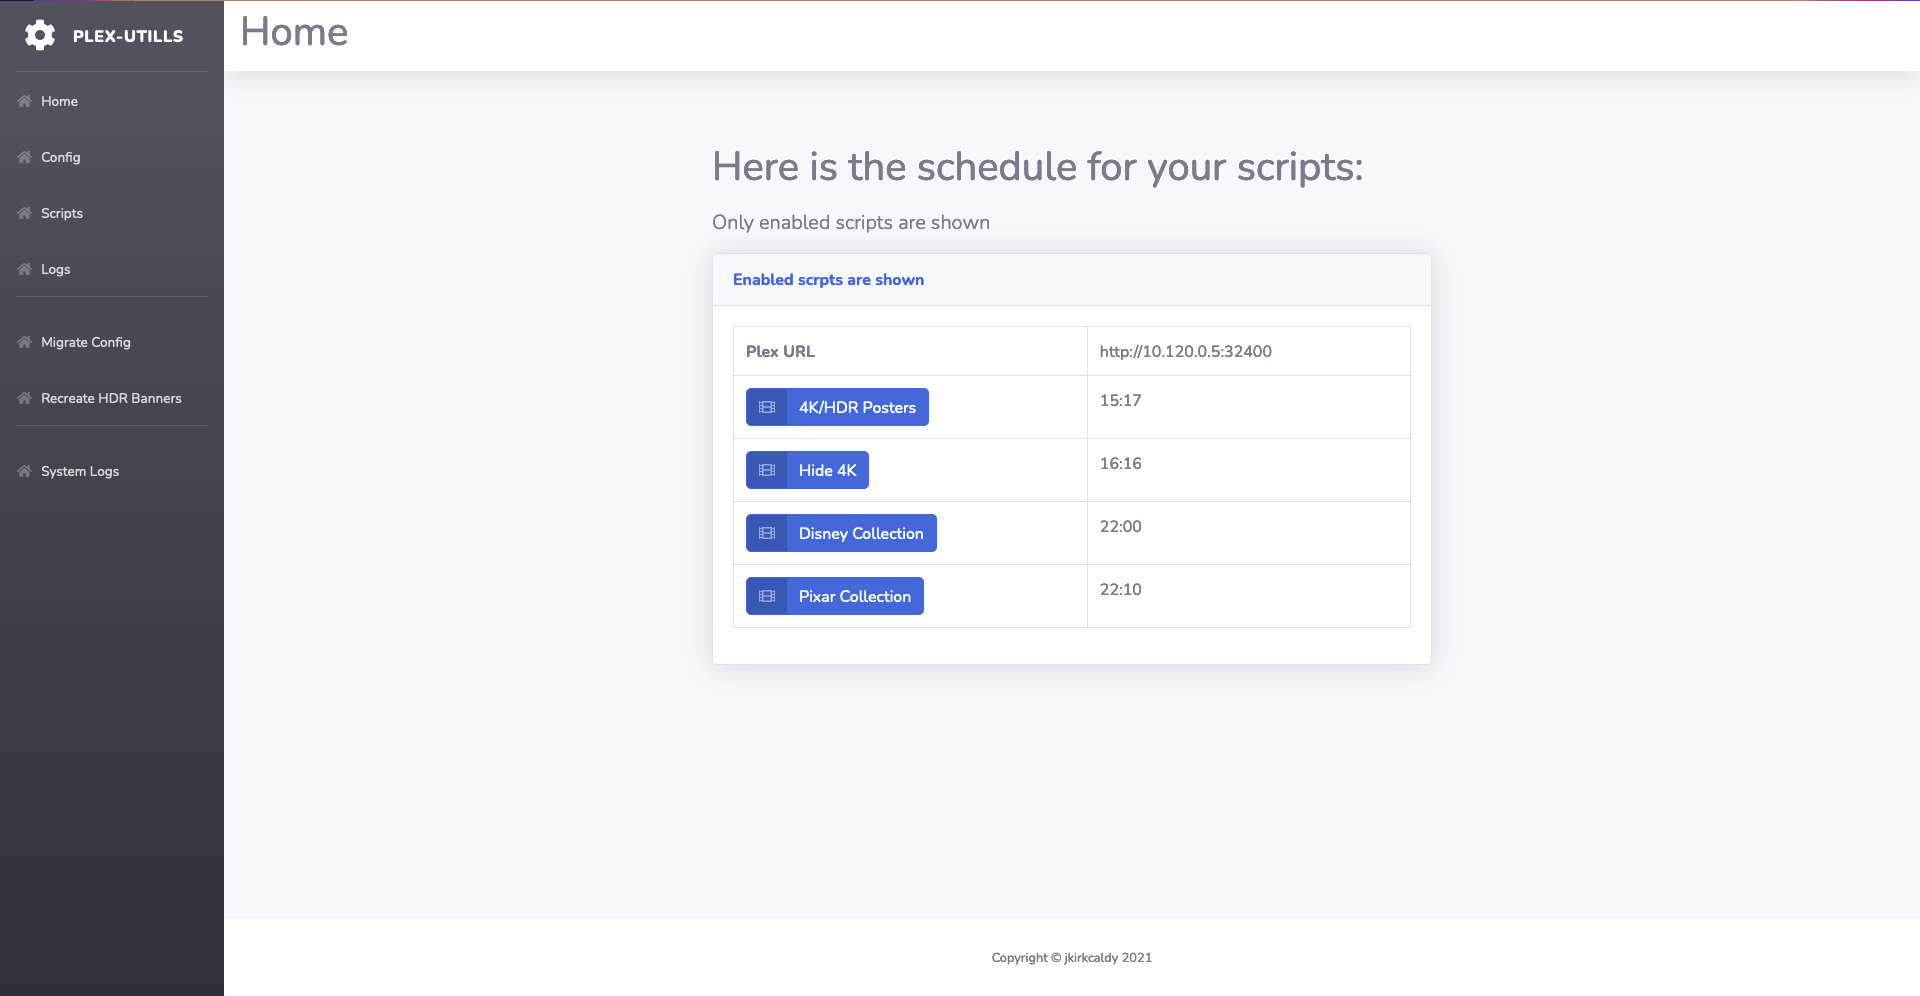 PLEX-UTILLS
Home
Config
Scripts
Logs
Migrate Config
Recreate HDR Banners
System Logs
Home
Here is the schedule for your scripts:
Only enabled scripts are shown
Enabled scrpts are shown
Plex URL http://10.120.0.5:32400
4K/HDR Posters 15:17
Hide 4K 16:16
Disney Collection 22:00
Pixar Collection 22:10
Copyright © jkirkcaldy 2021